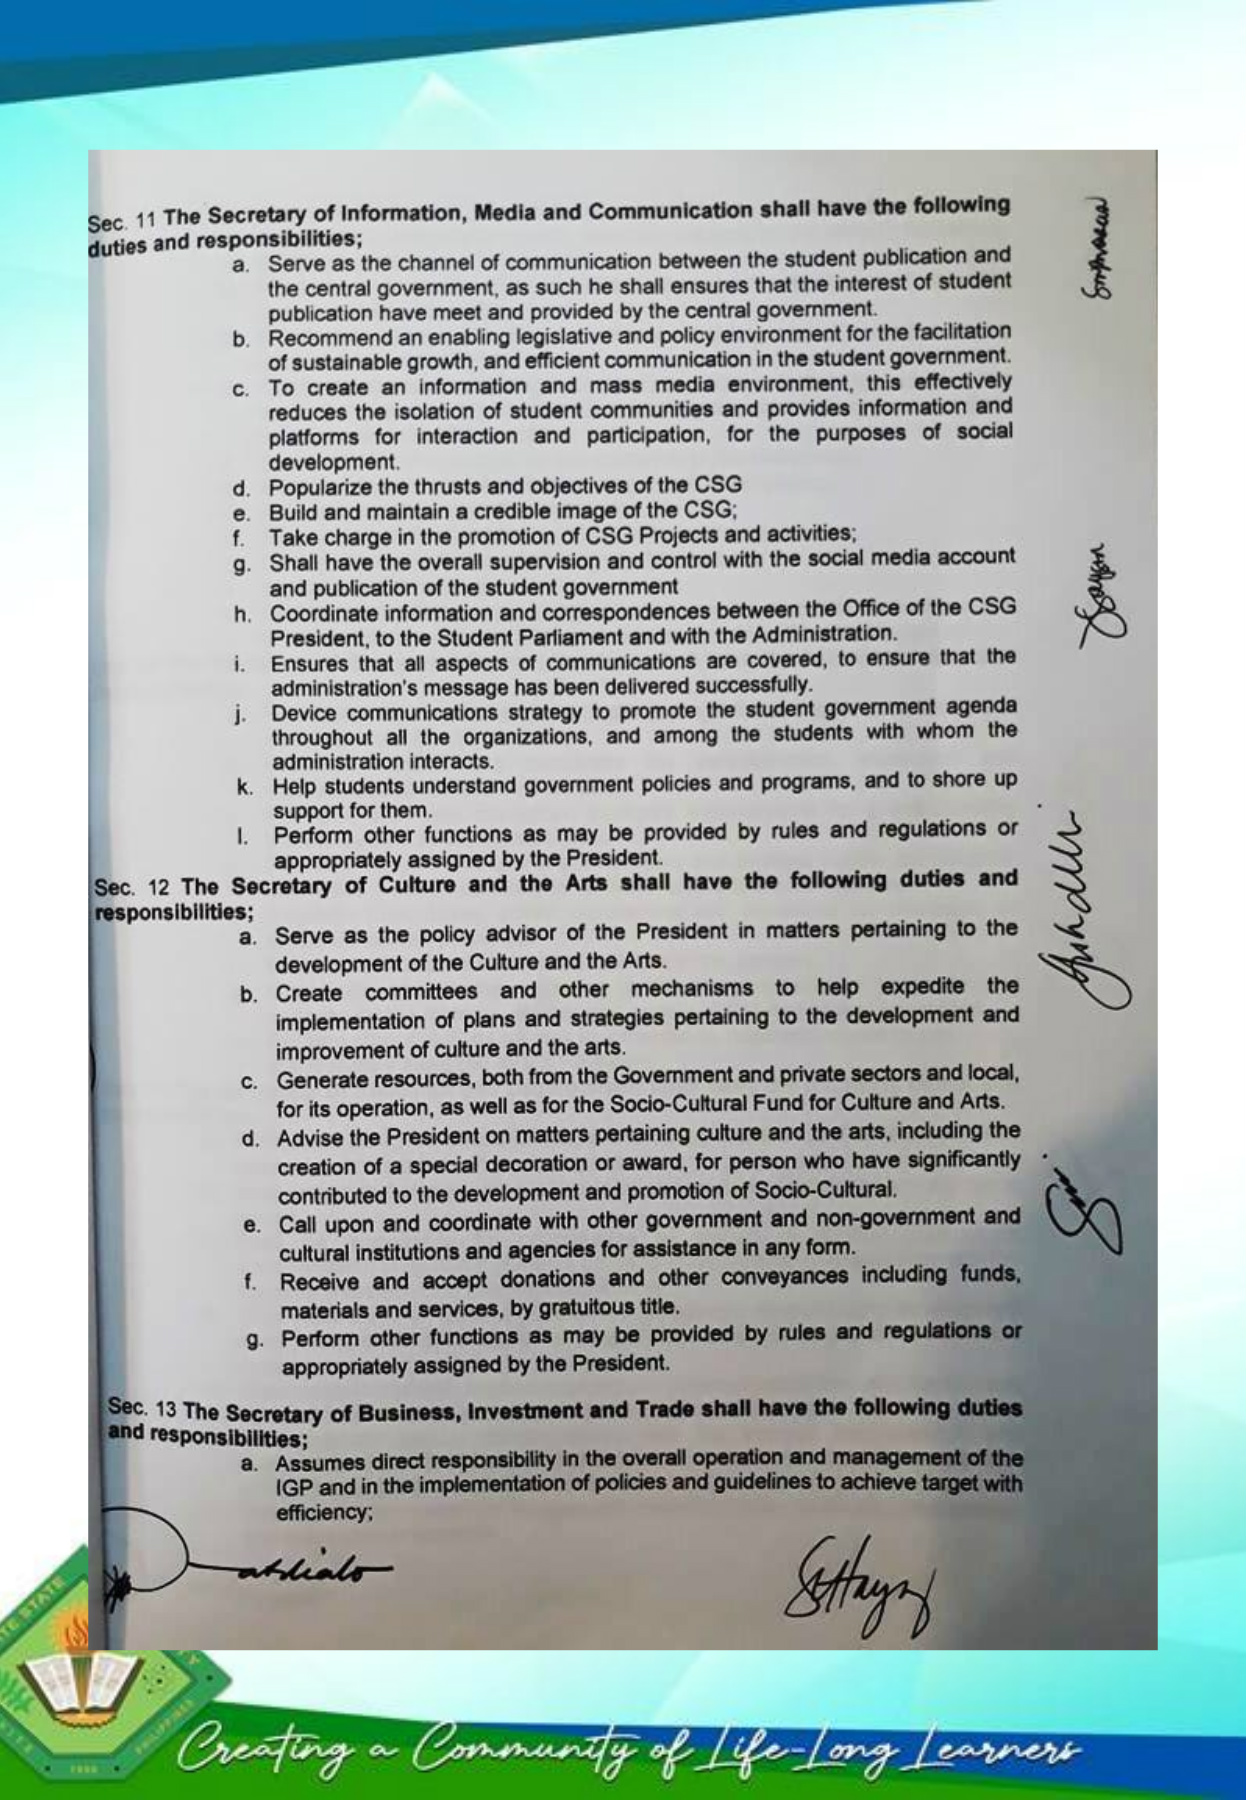 Sec. 11 The Secretary of Information, Media and Communication shall have the following
duties and responsibilities;
a. Serve as the channel of communication between the student publication and
the central government, as such he shall ensures that the interest of student
publication have meet and provided by the central government.
b. Recommend an enabling legislative and policy environment for the facilitation
of sustainable growth, and efficient communication in the student government.
c. To create an information and mass media environment, this effectively
reduces the isolation of student communities and provides information and
platforms for interaction and participation, for the purposes of social
development.
d. Popularize the thrusts and objectives of the CSG
e. Build and maintain a credible image of the CSG;
f. Take charge in the promotion of CSG Projects and activities;
g. Shall have the overall supervision and control with the social media account
and publication of the student government
h. Coordinate information and correspondences between the Office of the CSG
President, to the Student Parliament and with the Administration.
i. Ensures that all aspects of communications are covered, to ensure that the
administration's message has been delivered successfully.
j. Device communications strategy to promote the student government agenda
throughout all the organizations, and among the students with whom the
administration interacts.
k. Help students understand government policies and programs, and to shore up
support for them.
l. Perform other functions as may be provided by rules and regulations or
appropriately assigned by the President.
Sec. 12 The Secretary of Culture and the Arts shall have the following duties and
responsibilities;
a. Serve as the policy advisor of the President in matters pertaining to the
development of the Culture and the Arts.
b. Create committees and other mechanisms to help expedite the
implementation of plans and strategies pertaining to the development and
improvement of culture and the arts.
c. Generate resources, both from the Government and private sectors and local,
for its operation, as well as for the Socio-Cultural Fund for Culture and Arts.
d. Advise the President on matters pertaining culture and the arts, including the
creation of a special decoration or award, for person who have significantly
contributed to the development and promotion of Socio-Cultural.
e. Call upon and coordinate with other government and non-government and
cultural institutions and agencies for assistance in any form.
f. Receive and accept donations and other conveyances including funds,
materials and services, by gratuitous title.
g. Perform other functions as may be provided by rules and regulations or
appropriately assigned by the President.
Sec. 13 The Secretary of Business, Investment and Trade shall have the following duties
and responsibilities;
a. Assumes direct responsibility in the overall operation and management of the
IGP and in the implementation of policies and guidelines to achieve target with
efficiency;
STATE
PHILIPPINES
Creating a Community of Life-Long Learners